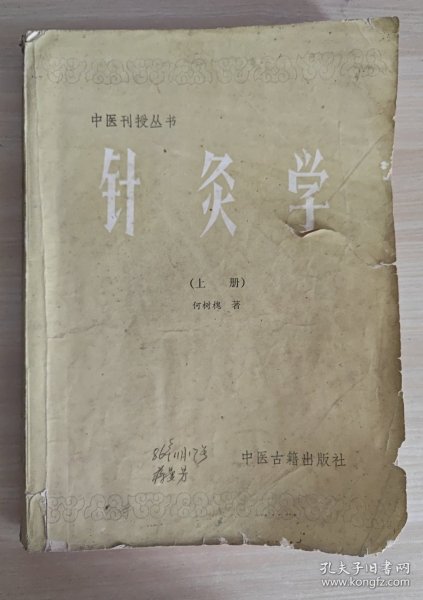 中医刊授丛书
针灸学
(上 册)
何树槐 著
中医古籍出版社
孔夫子旧书网
www.kongfz.com